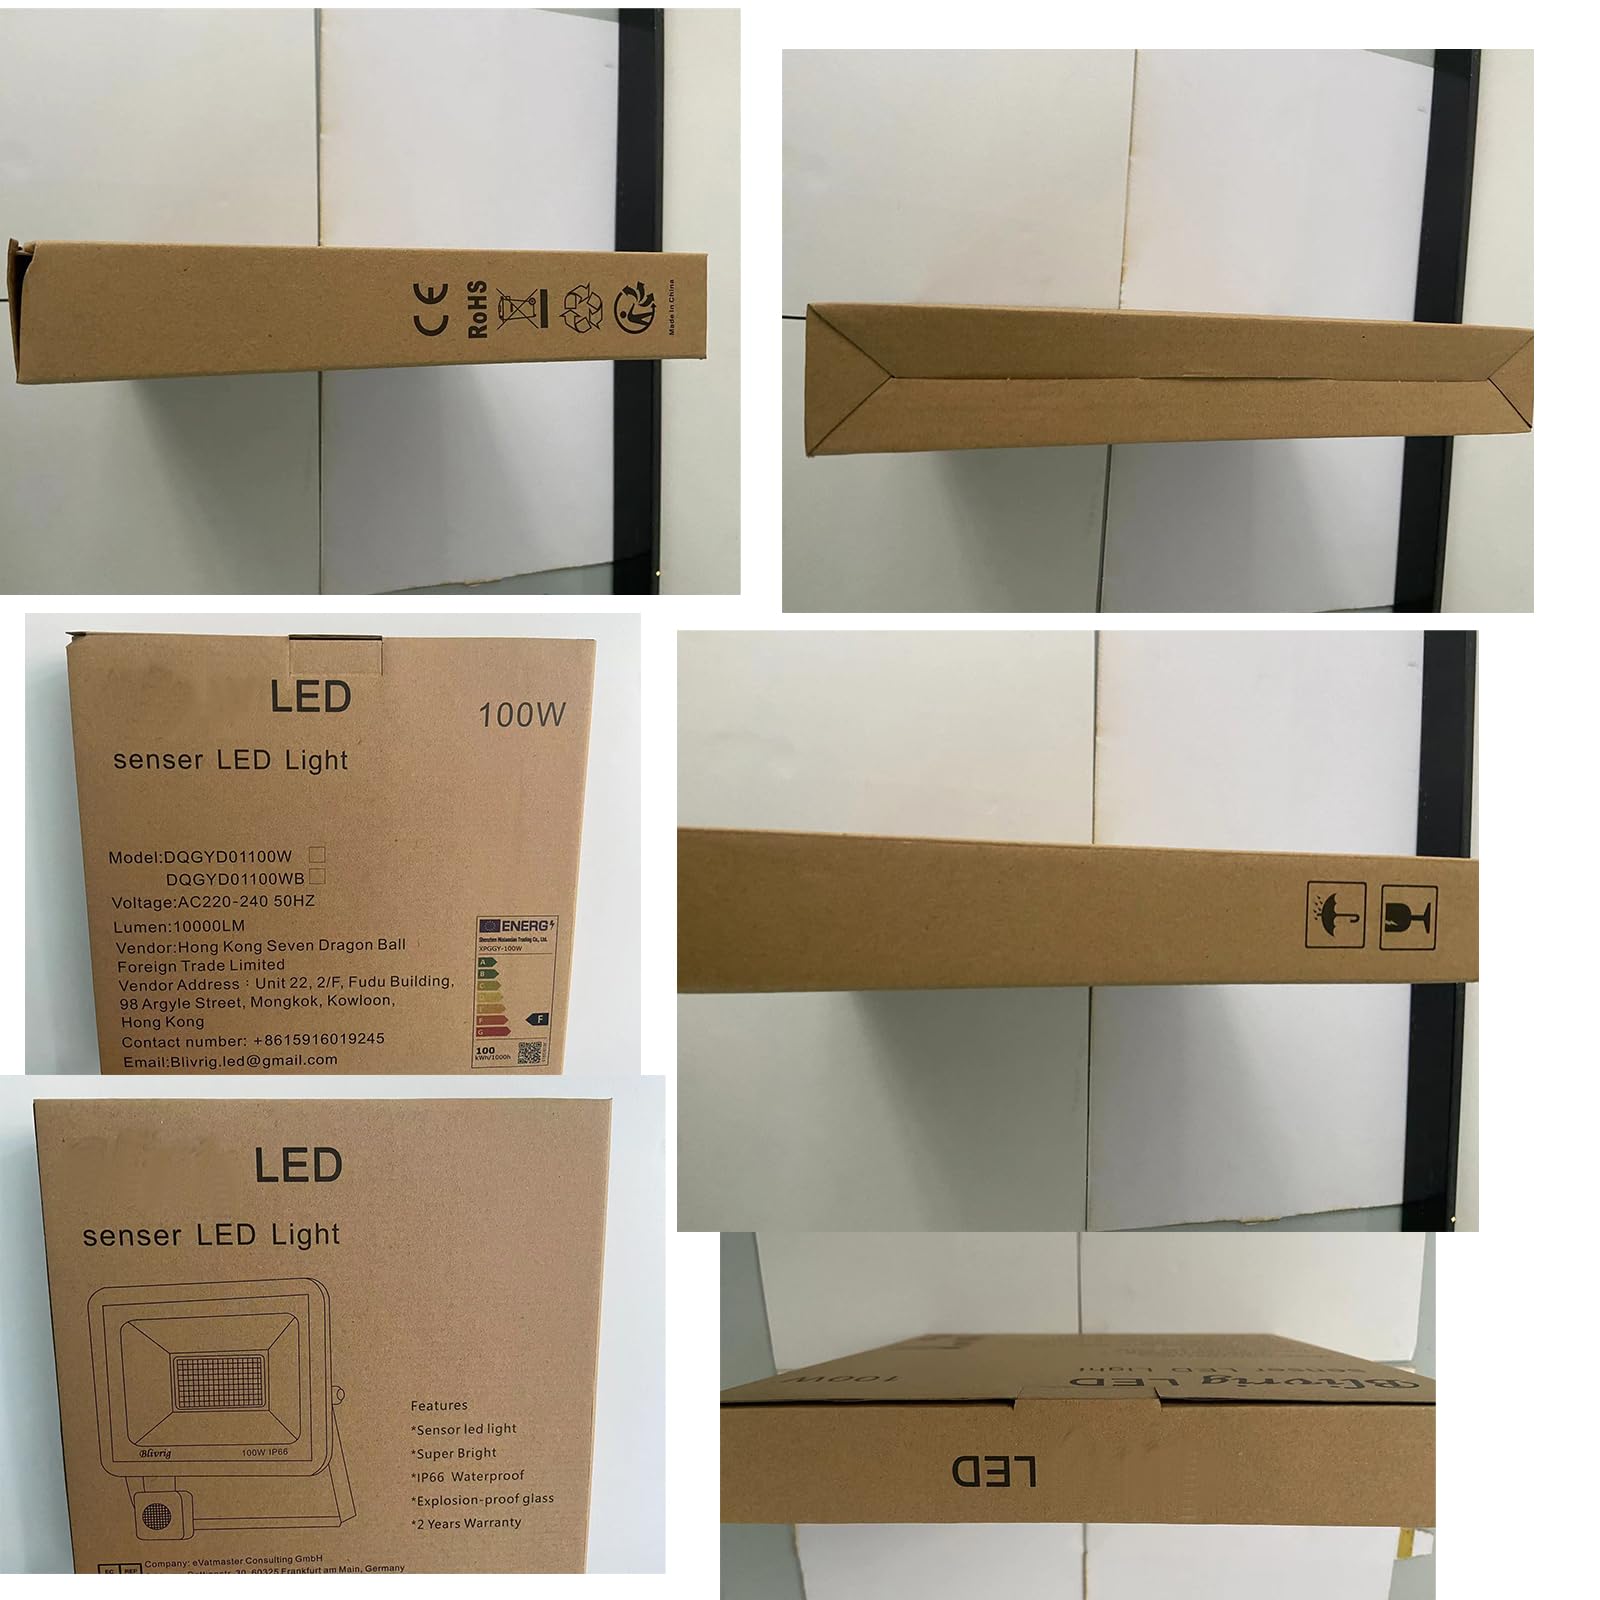 CE
RoHS
Made in China
LED
100W
senser LED Light
Model:DQGYD01100W
DQGYD01100WB
Voltage:AC220-240 50HZ
Lumen:10000LM
Vendor:Hong Kong Seven Dragon Ball
Foreign Trade Limited
Vendor Address：Unit 22, 2/F, Fudu Building,
98 Argyle Street, Mongkok, Kowloon,
Hong Kong
Contact number: +8615916019245
Email:Blivrig.led@gmail.com
ENERG
XPGGY-100W
A
B
C
D
E
F
G
F
100
kWh/1000h
LED
senser LED Light
Blivrig
100W IP66
Features
*Sensor led light
*Super Bright
*IP66 Waterproof
*Explosion-proof glass
*2 Years Warranty
EC REP
Company: eVatmaster Consulting GmbH
30, 60325 Frankfurt am Main, Germany
100W
senser LED Light
Blivrig LED
LED